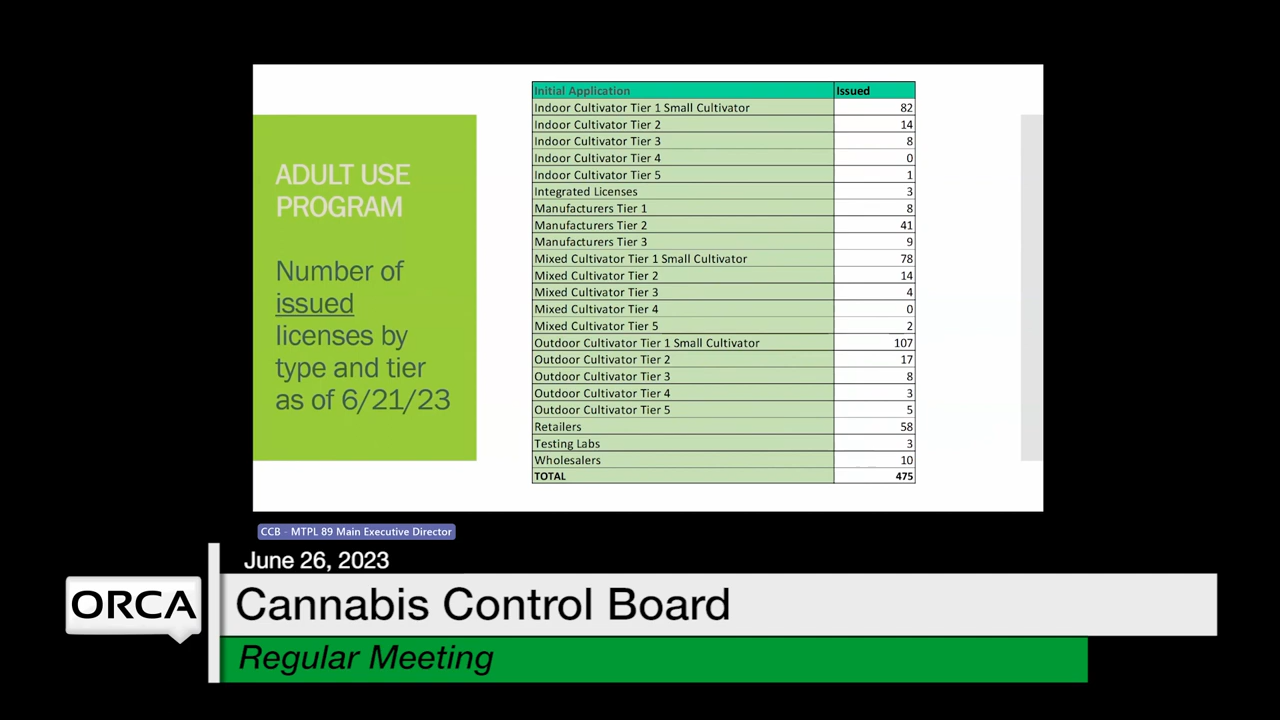 ADULT USE
PROGRAM
Number of
issued
licenses by
type and tier
as of 6/21/23
Initial Application Issued
Indoor Cultivator Tier 1 Small Cultivator 82
Indoor Cultivator Tier 2 14
Indoor Cultivator Tier 3 8
Indoor Cultivator Tier 4 0
Indoor Cultivator Tier 5 1
Integrated Licenses 3
Manufacturers Tier 1 8
Manufacturers Tier 2 41
Manufacturers Tier 3 9
Mixed Cultivator Tier 1 Small Cultivator 78
Mixed Cultivator Tier 2 14
Mixed Cultivator Tier 3 4
Mixed Cultivator Tier 4 0
Mixed Cultivator Tier 5 2
Outdoor Cultivator Tier 1 Small Cultivator 107
Outdoor Cultivator Tier 2 17
Outdoor Cultivator Tier 3 8
Outdoor Cultivator Tier 4 3
Outdoor Cultivator Tier 5 5
Retailers 58
Testing Labs 3
Wholesalers 10
TOTAL 475
CCB - MTPL 89 Main Executive Director
June 26, 2023
ORCA
Cannabis Control Board
Regular Meeting